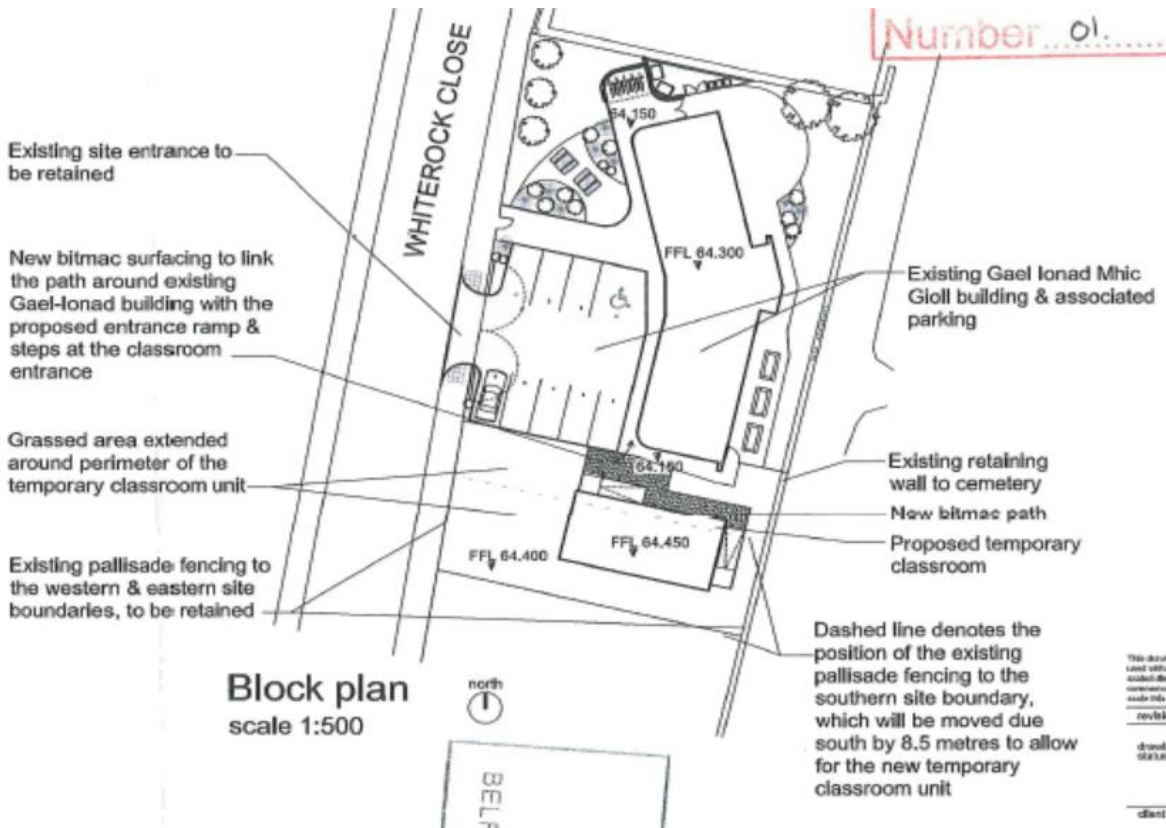 Number 01.
WHITEROCK CLOSE
Existing site entrance to
be retained
New bitmac surfacing to link
the path around existing
Gael-Ionad building with the
proposed entrance ramp &
steps at the classroom
entrance
Grassed area extended
around perimeter of the
temporary classroom unit
Existing pallisade fencing to
the western & eastern site
boundaries, to be retained
64.150
FFL 64.300
FFL 64.450
FFL 64.400
Existing Gael Ionad Mhic
Gioll building & associated
parking
Existing retaining
wall to cemetery
New bitmac path
Proposed temporary
classroom
Dashed line denotes the
position of the existing
pallisade fencing to the
southern site boundary,
which will be moved due
south by 8.5 metres to allow
for the new temporary
classroom unit
Block plan
scale 1:500
north
BELF
client